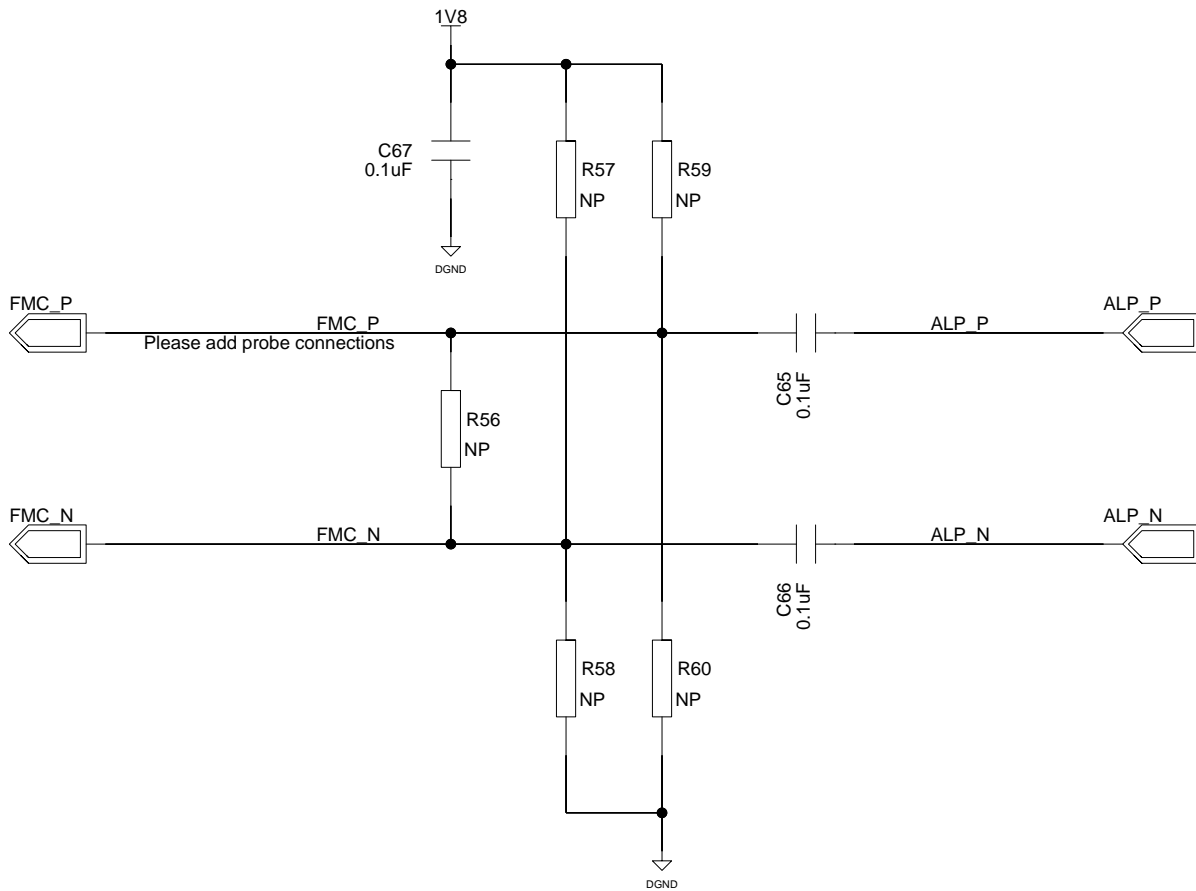 1V8
C67
0.1uF
R57
NP
R59
NP
DGND
FMC_P
FMC_P
Please add probe connections
ALP_P
ALP_P
C65
0.1uF
R56
NP
FMC_N
FMC_N
ALP_N
ALP_N
C66
0.1uF
R58
NP
R60
NP
DGND